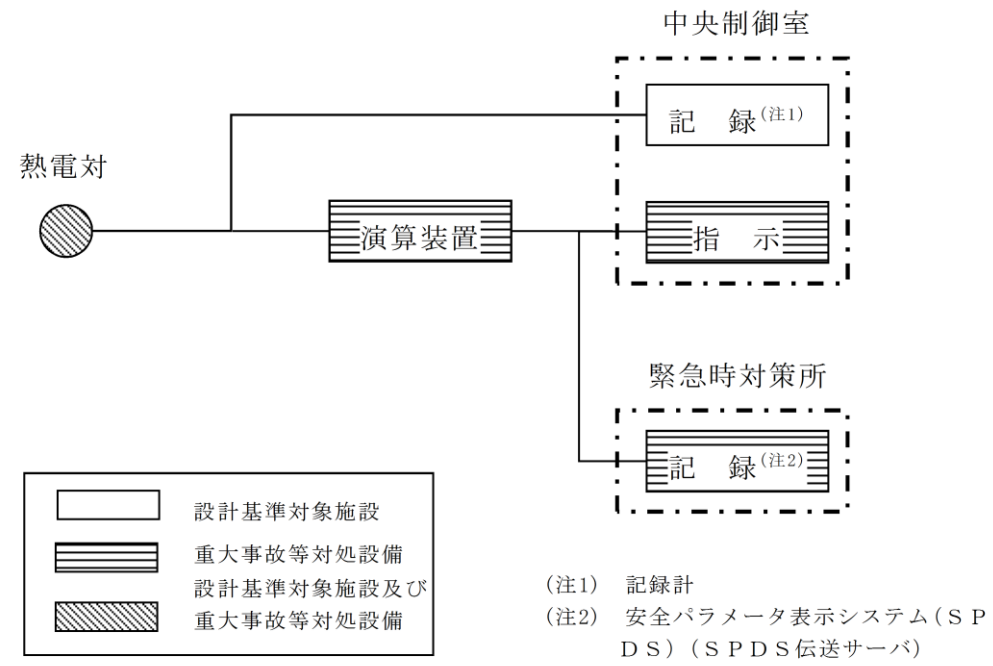 中央制御室
記 録(注1)
熱電対
演算装置
指 示
緊急時対策所
記 録(注2)
設計基準対象施設
重大事故等対処設備
設計基準対象施設及び
重大事故等対処設備
(注1) 記録計
(注2) 安全パラメータ表示システム(ＳＰ
ＤＳ)(ＳＰＤＳ伝送サーバ)